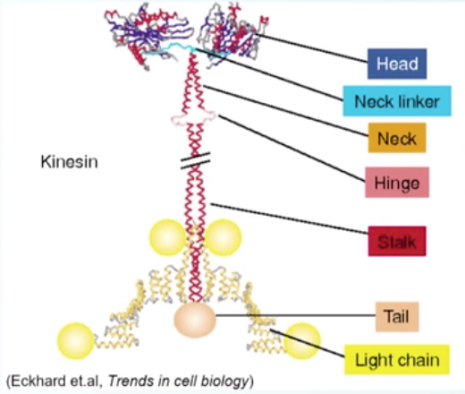 Head
Neck linker
Neck
Hinge
Kinesin
Stalk
Tail
Light chain
(Eckhard et.al, Trends in cell biology)